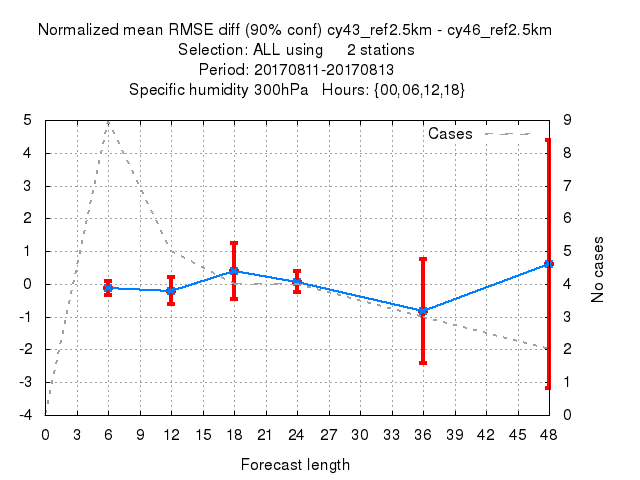 Normalized mean RMSE diff (90% conf) cy43_ref2.5km - cy46_ref2.5km
Selection: ALL using 2 stations
Period: 20170811-20170813
Specific humidity 300hPa Hours: {00,06,12,18}
Cases
5
4
3
2
1
0
-1
-2
-3
-4
9
8
7
6
5
4
3
2
1
0
No cases
0 3 6 9 12 15 18 21 24 27 30 33 36 39 42 45 48
Forecast length